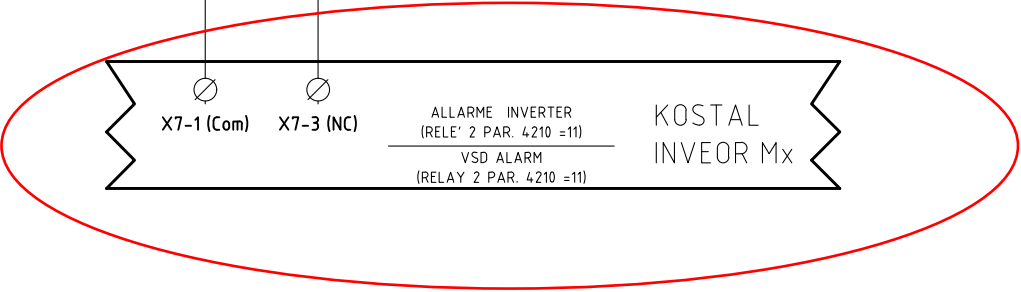 X7-1 (Com)
X7-3 (NC)
ALLARME INVERTER
(RELE' 2 PAR. 4210 =11)
VSD ALARM
(RELAY 2 PAR. 4210 =11)
KOSTAL
INVEOR Mx